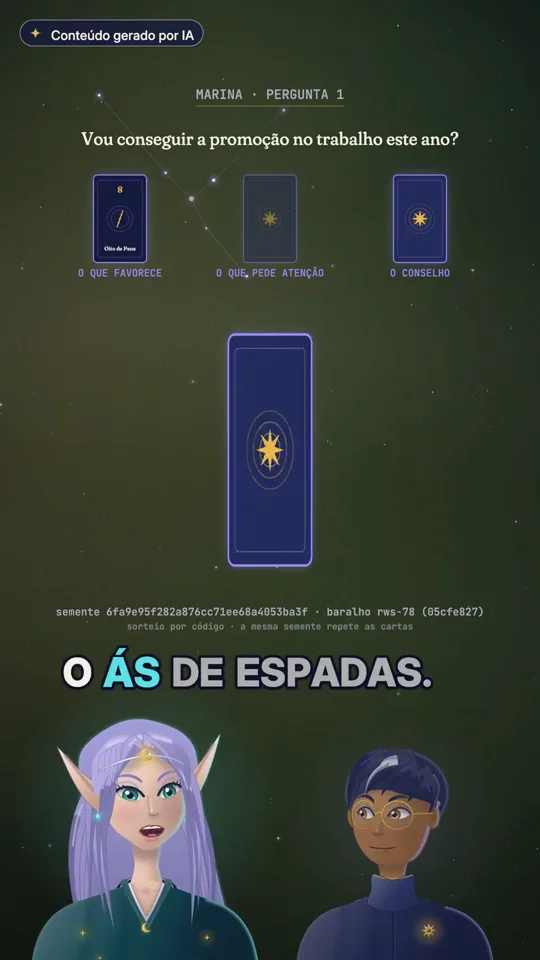 Conteúdo gerado por IA
MARINA · PERGUNTA 1
Vou conseguir a promoção no trabalho este ano?
8
Oito de Paus
O QUE FAVORECE
O QUE PEDE ATENÇÃO
O CONSELHO
semente 6fa9e95f282a876cc71ee68a4053ba3f · baralho rws-78 (05cfe827)
sorteio por código · a mesma semente repete as cartas
O ÁS DE ESPADAS.